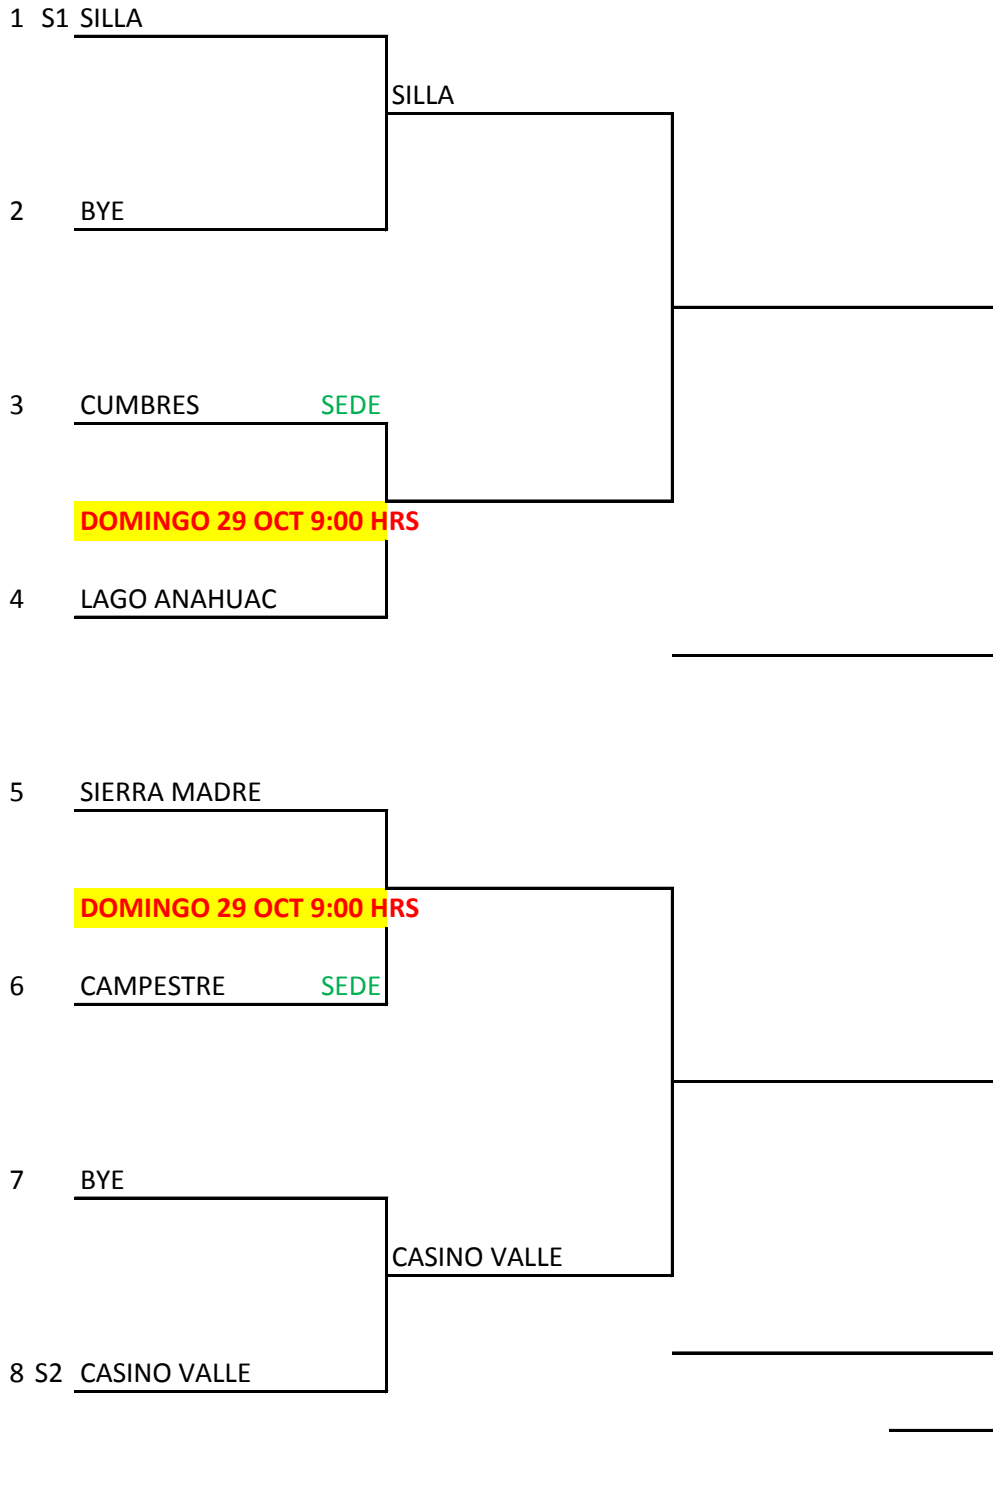 1 S1 SILLA
SILLA
2 BYE
3 CUMBRES SEDE
DOMINGO 29 OCT 9:00 HRS
4 LAGO ANAHUAC
5 SIERRA MADRE
DOMINGO 29 OCT 9:00 HRS
6 CAMPESTRE SEDE
7 BYE
CASINO VALLE
8 S2 CASINO VALLE